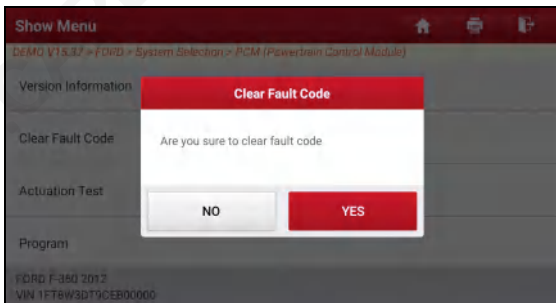 Show Menu
DEMO V15.37 > FORD > System Selection > PCM (Powertrain Control Module)
Version Information
Clear Fault Code
Clear Fault Code
Are you sure to clear fault code
Actuation Test
NO
YES
Program
FORD F-350 2012
VIN 1FT8W3DT9CEB00000